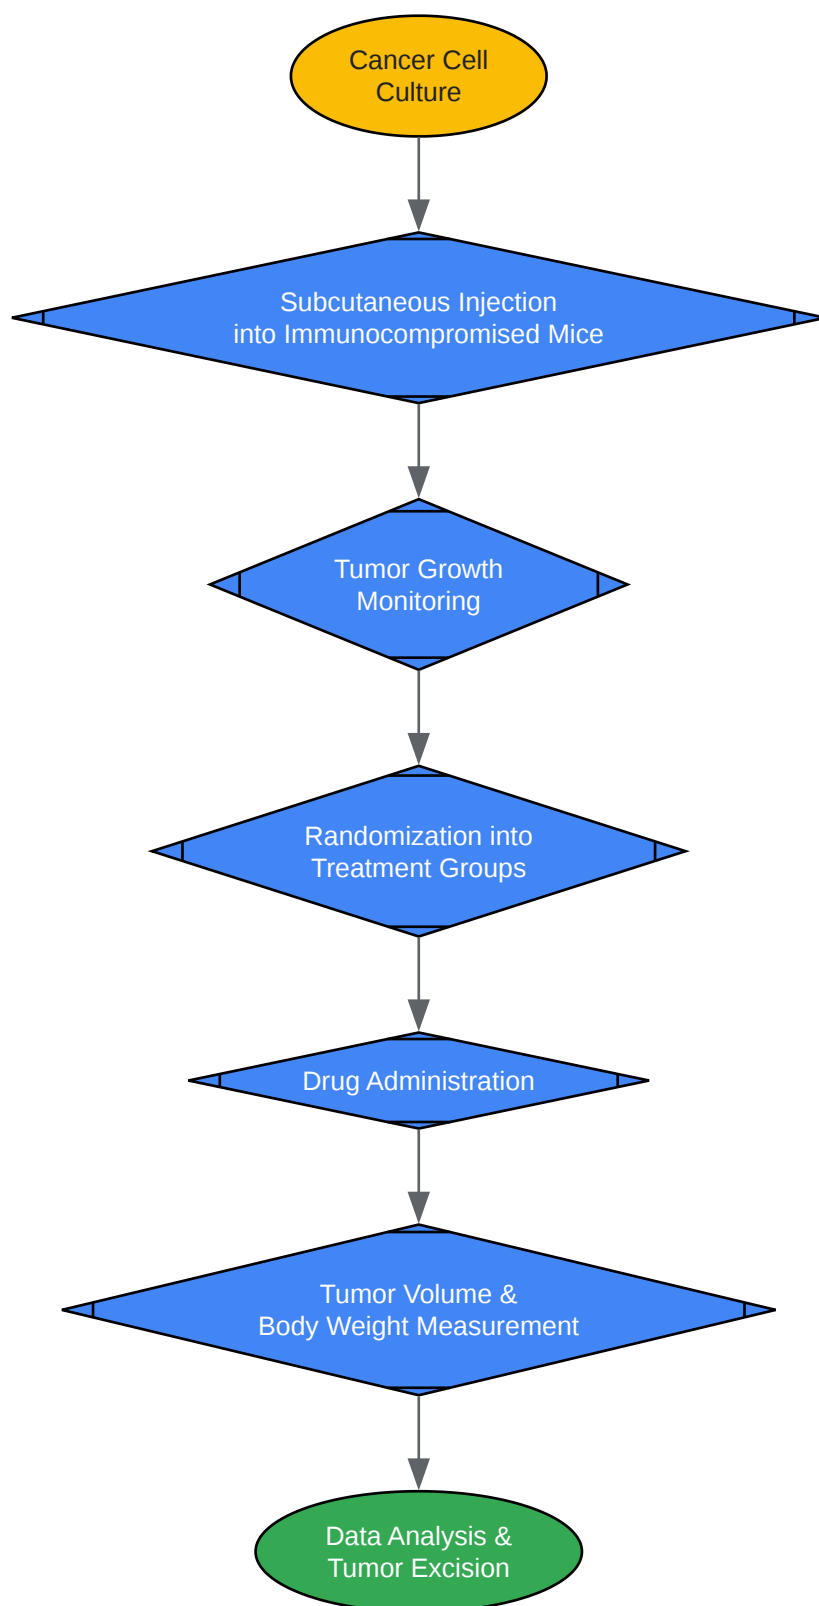 Cancer Cell
Culture
Subcutaneous Injection
into Immunocompromised Mice
Tumor Growth
Monitoring
Randomization into
Treatment Groups
Drug Administration
Tumor Volume &
Body Weight Measurement
Data Analysis &
Tumor Excision